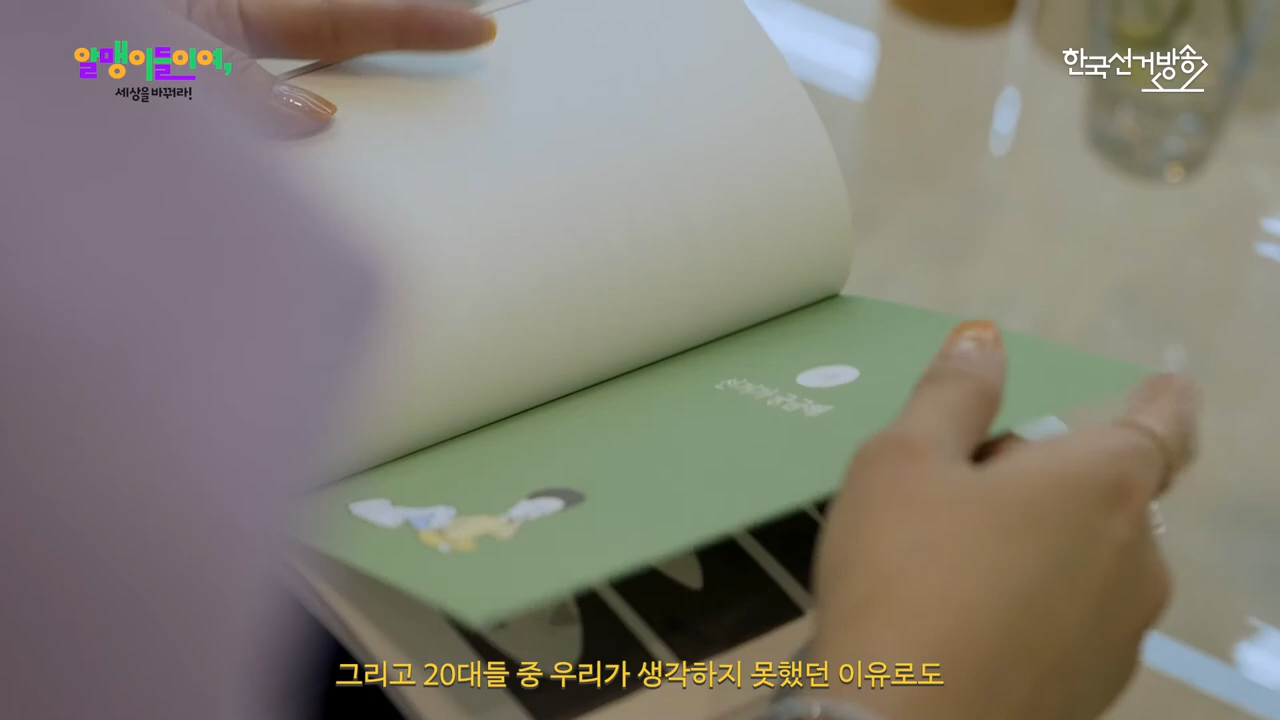 알맹이들이여,
세상을 바꿔라!
한국선거방송
그리고 20대들 중 우리가 생각하지 못했던 이유로도